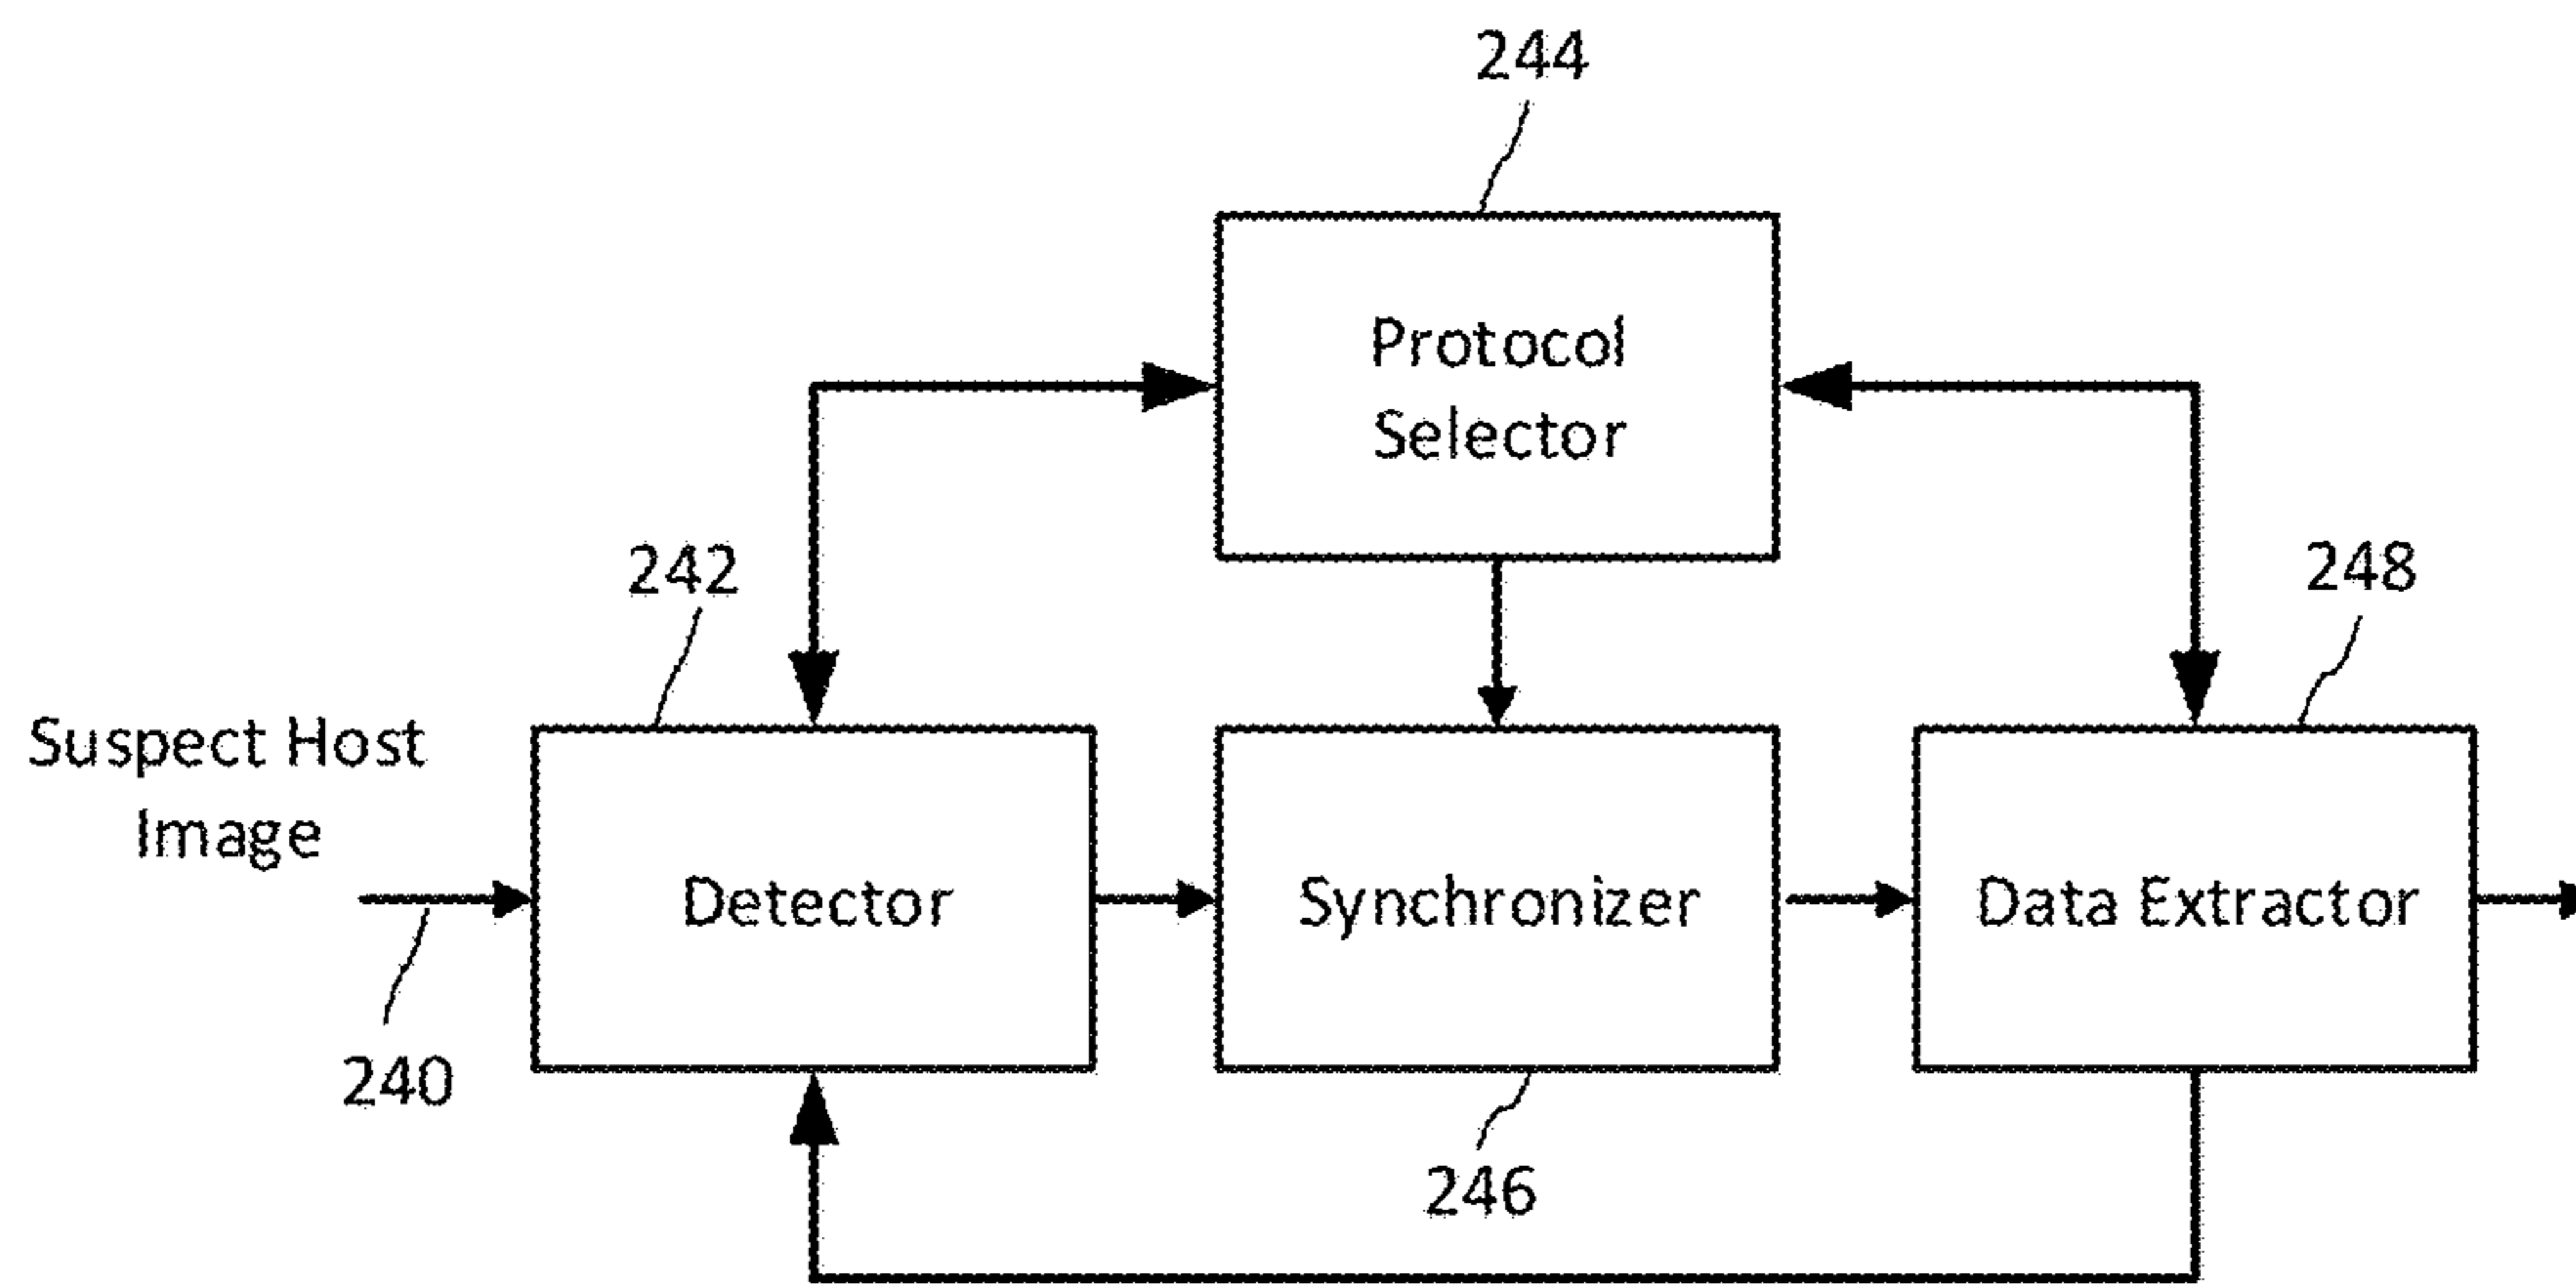 244
Protocol
Selector
242
248
Suspect Host
Image
Detector
Synchronizer
Data Extractor
240
246